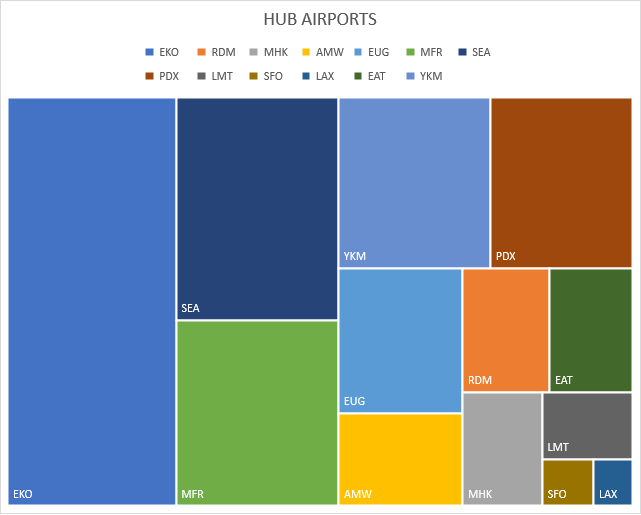 HUB AIRPORTS
EKO RDM MHK AMW EUG MFR SEA
PDX LMT SFO LAX EAT YKM
YKM PDX
SEA
RDM EAT
EUG
LMT
EKO MFR AMW MHK SFO LAX